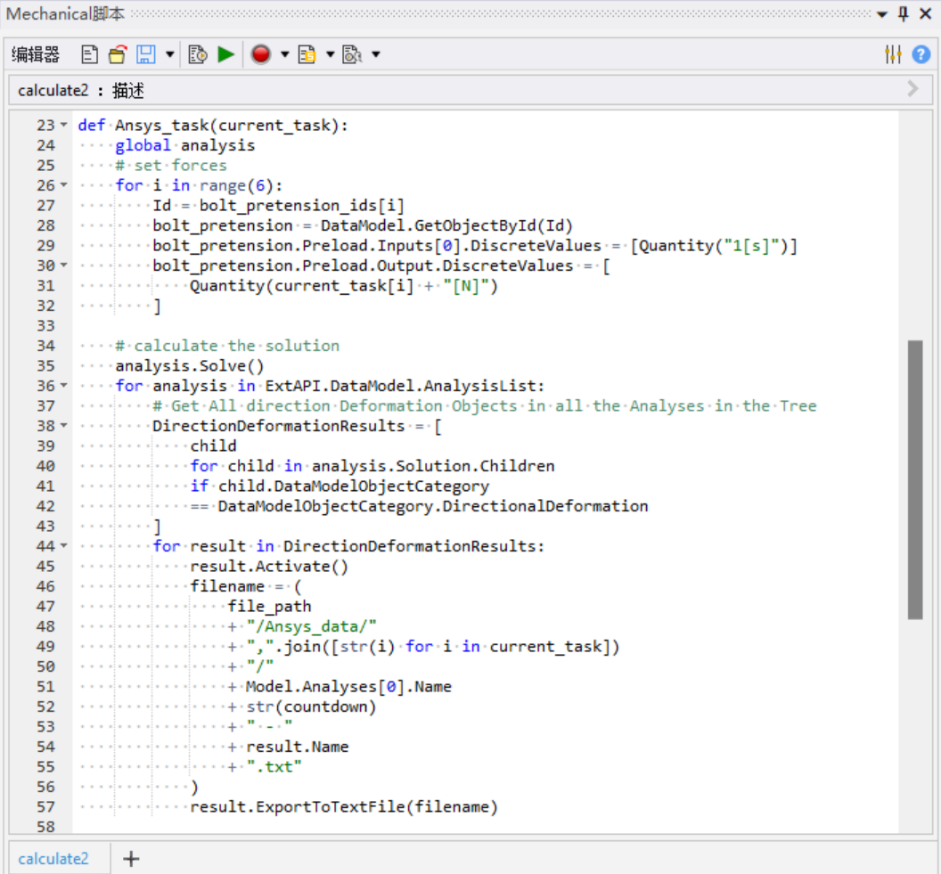 Mechanical脚本
编辑器
calculate2 : 描述
23 def Ansys_task(current_task):
24     global analysis
25     # set forces
26     for i in range(6):
27         Id = bolt_pretension_ids[i]
28         bolt_pretension = DataModel.GetObjectById(Id)
29         bolt_pretension.Preload.Inputs[0].DiscreteValues = [Quantity("1[s]")]
30         bolt_pretension.Preload.Output.DiscreteValues = [
31             Quantity(current_task[i] + "[N]")
32         ]
33
34     # calculate the solution
35     analysis.Solve()
36     for analysis in ExtAPI.DataModel.AnalysisList:
37         # Get All direction Deformation Objects in all the Analyses in the Tree
38         DirectionDeformationResults = [
39             child
40             for child in analysis.Solution.Children
41             if child.DataModelObjectCategory
42             == DataModelObjectCategory.DirectionalDeformation
43         ]
44         for result in DirectionDeformationResults:
45             result.Activate()
46             filename = (
47                 file_path
48                 + "/Ansys_data/"
49                 + ",".join([str(i) for i in current_task])
50                 + "/"
51                 + Model.Analyses[0].Name
52                 + str(countdown)
53                 + " - "
54                 + result.Name
55                 + ".txt"
56             )
57             result.ExportToTextFile(filename)
58
calculate2 +